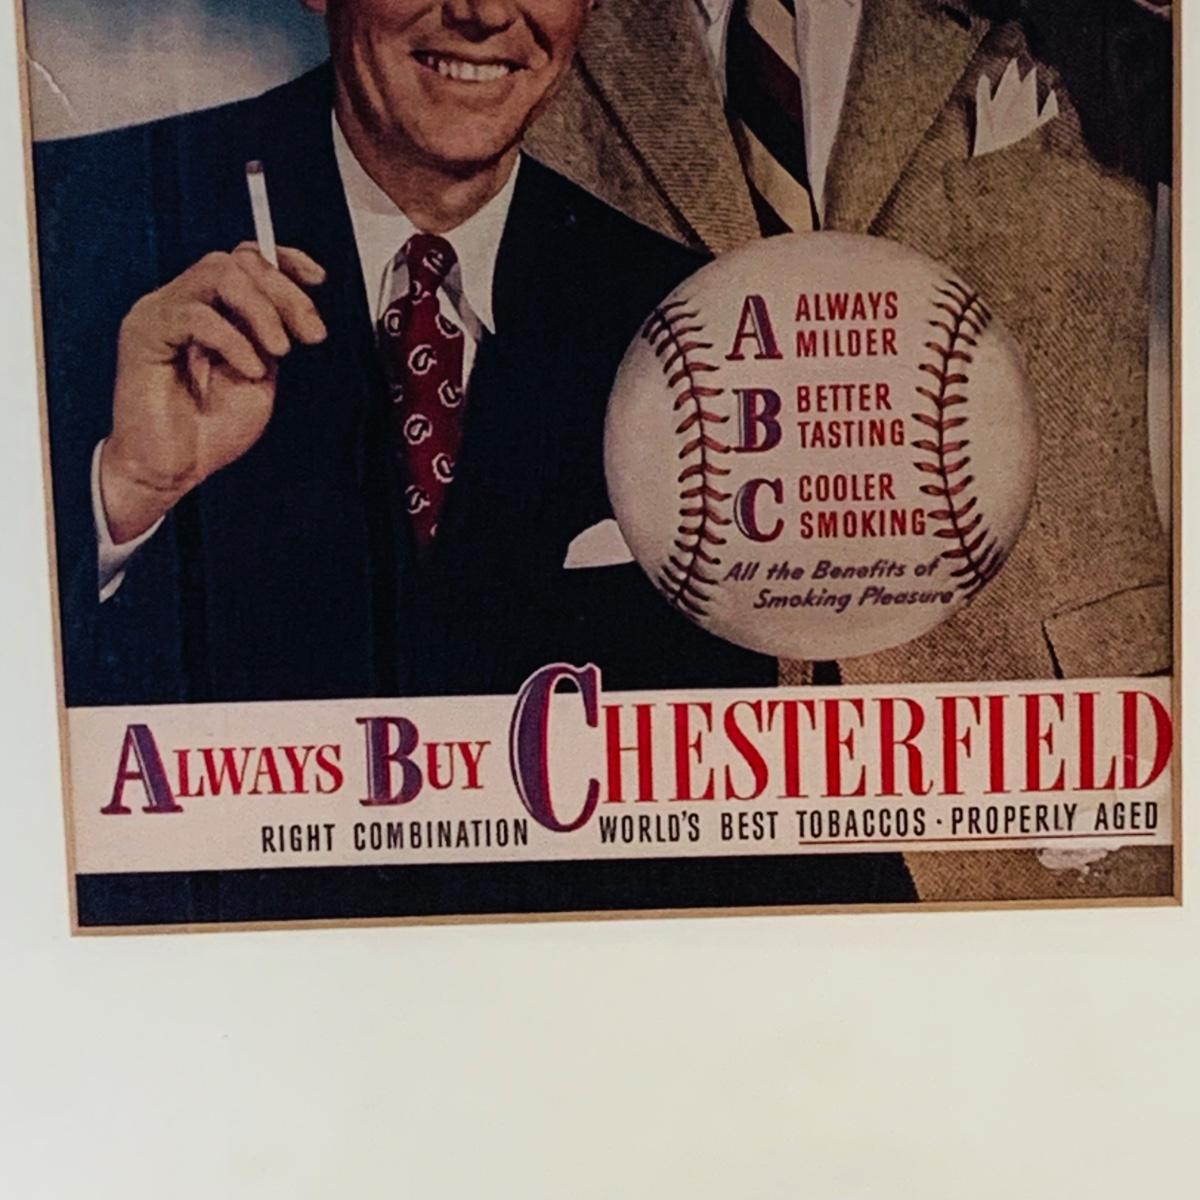 A ALWAYS
MILDER
B BETTER
TASTING
C COOLER
SMOKING
All the Benefits of
Smoking Pleasure
ALWAYS BUY CHESTERFIELD
RIGHT COMBINATION WORLD'S BEST TOBACCOS · PROPERLY AGED